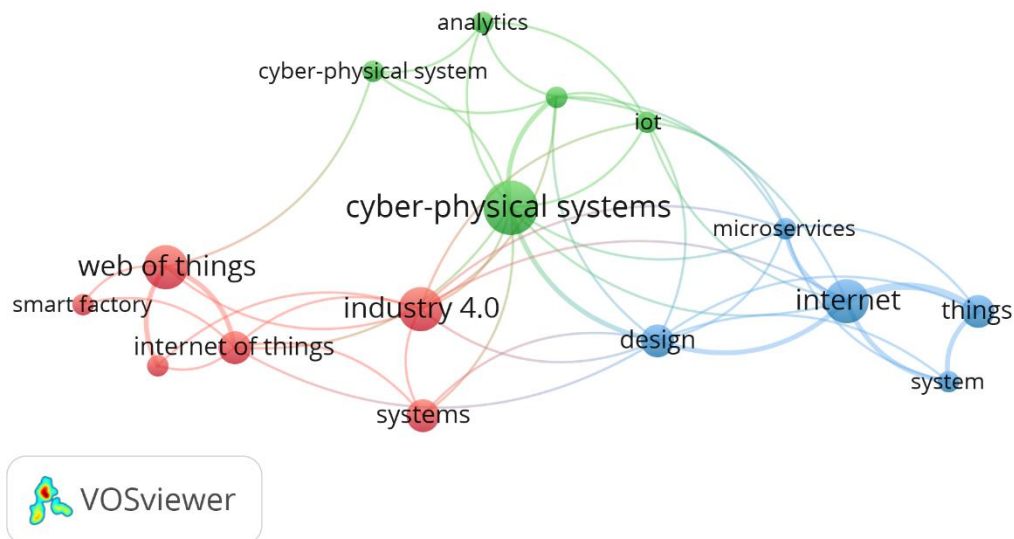 analytics
cyber-physical system
iot
cyber-physical systems
microservices
web of things
smart factory
industry 4.0
internet
things
internet of things
design
system
systems
VOSviewer